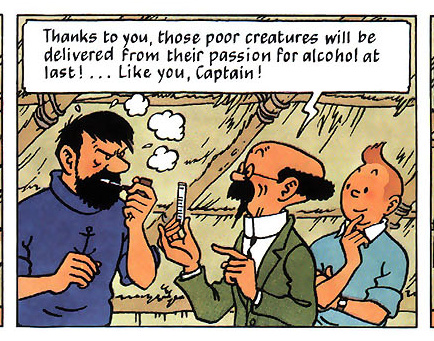 Thanks to you, those poor creatures will be
delivered from their passion for alcohol at
last! ... Like you, Captain!